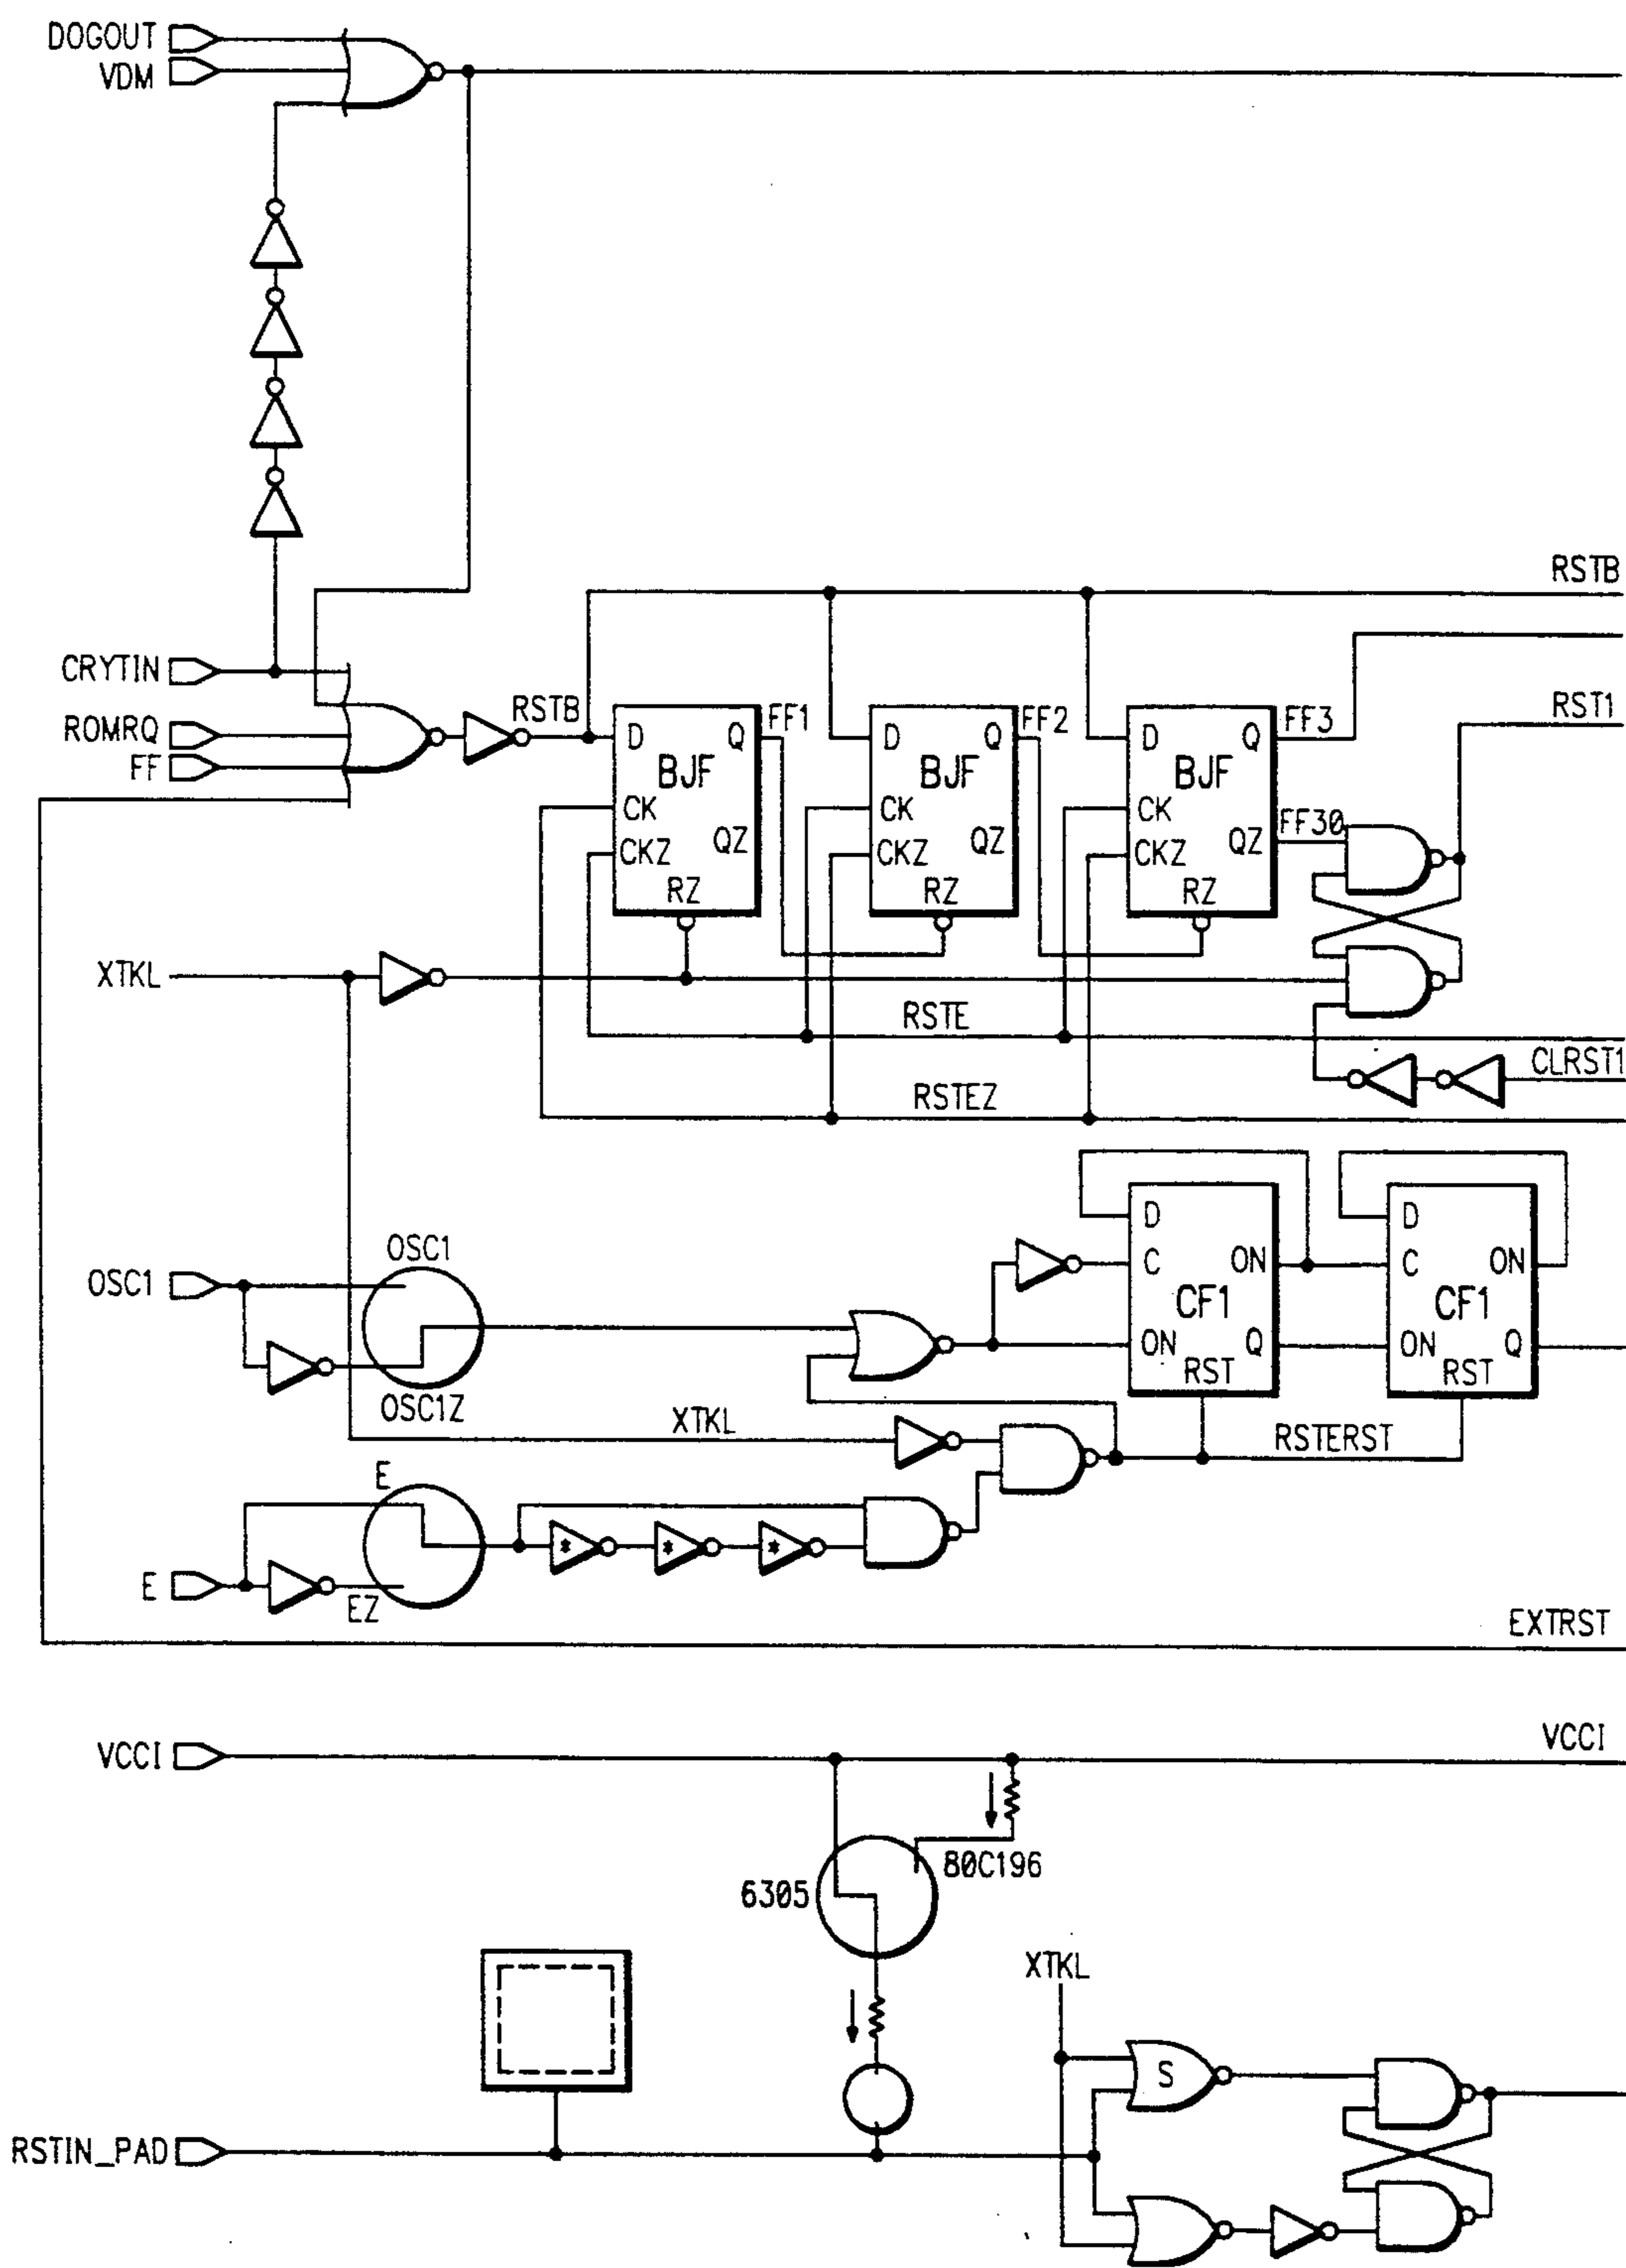 DOGOUT
VDM
RSTB
CRYTIN
RST1
RSTB
ROMRQ
FF
D Q FF1
D Q FF2
D Q FF3
BJF
BJF
BJF
CK
CK
CK
FF30
CKZ QZ
CKZ QZ
CKZ QZ
RZ
RZ
RZ
XTKL
RSTE
CLRST1
RSTEZ
D
D
OSC1
OSC1
C ON
C ON
CF1
CF1
ON Q
ON Q
RST
RST
OSC1Z
XTKL
RSTERST
E
*
*
*
E
EZ
EXTRST
VCCI
VCCI
80C196
6305
XTKL
S
RSTIN_PAD